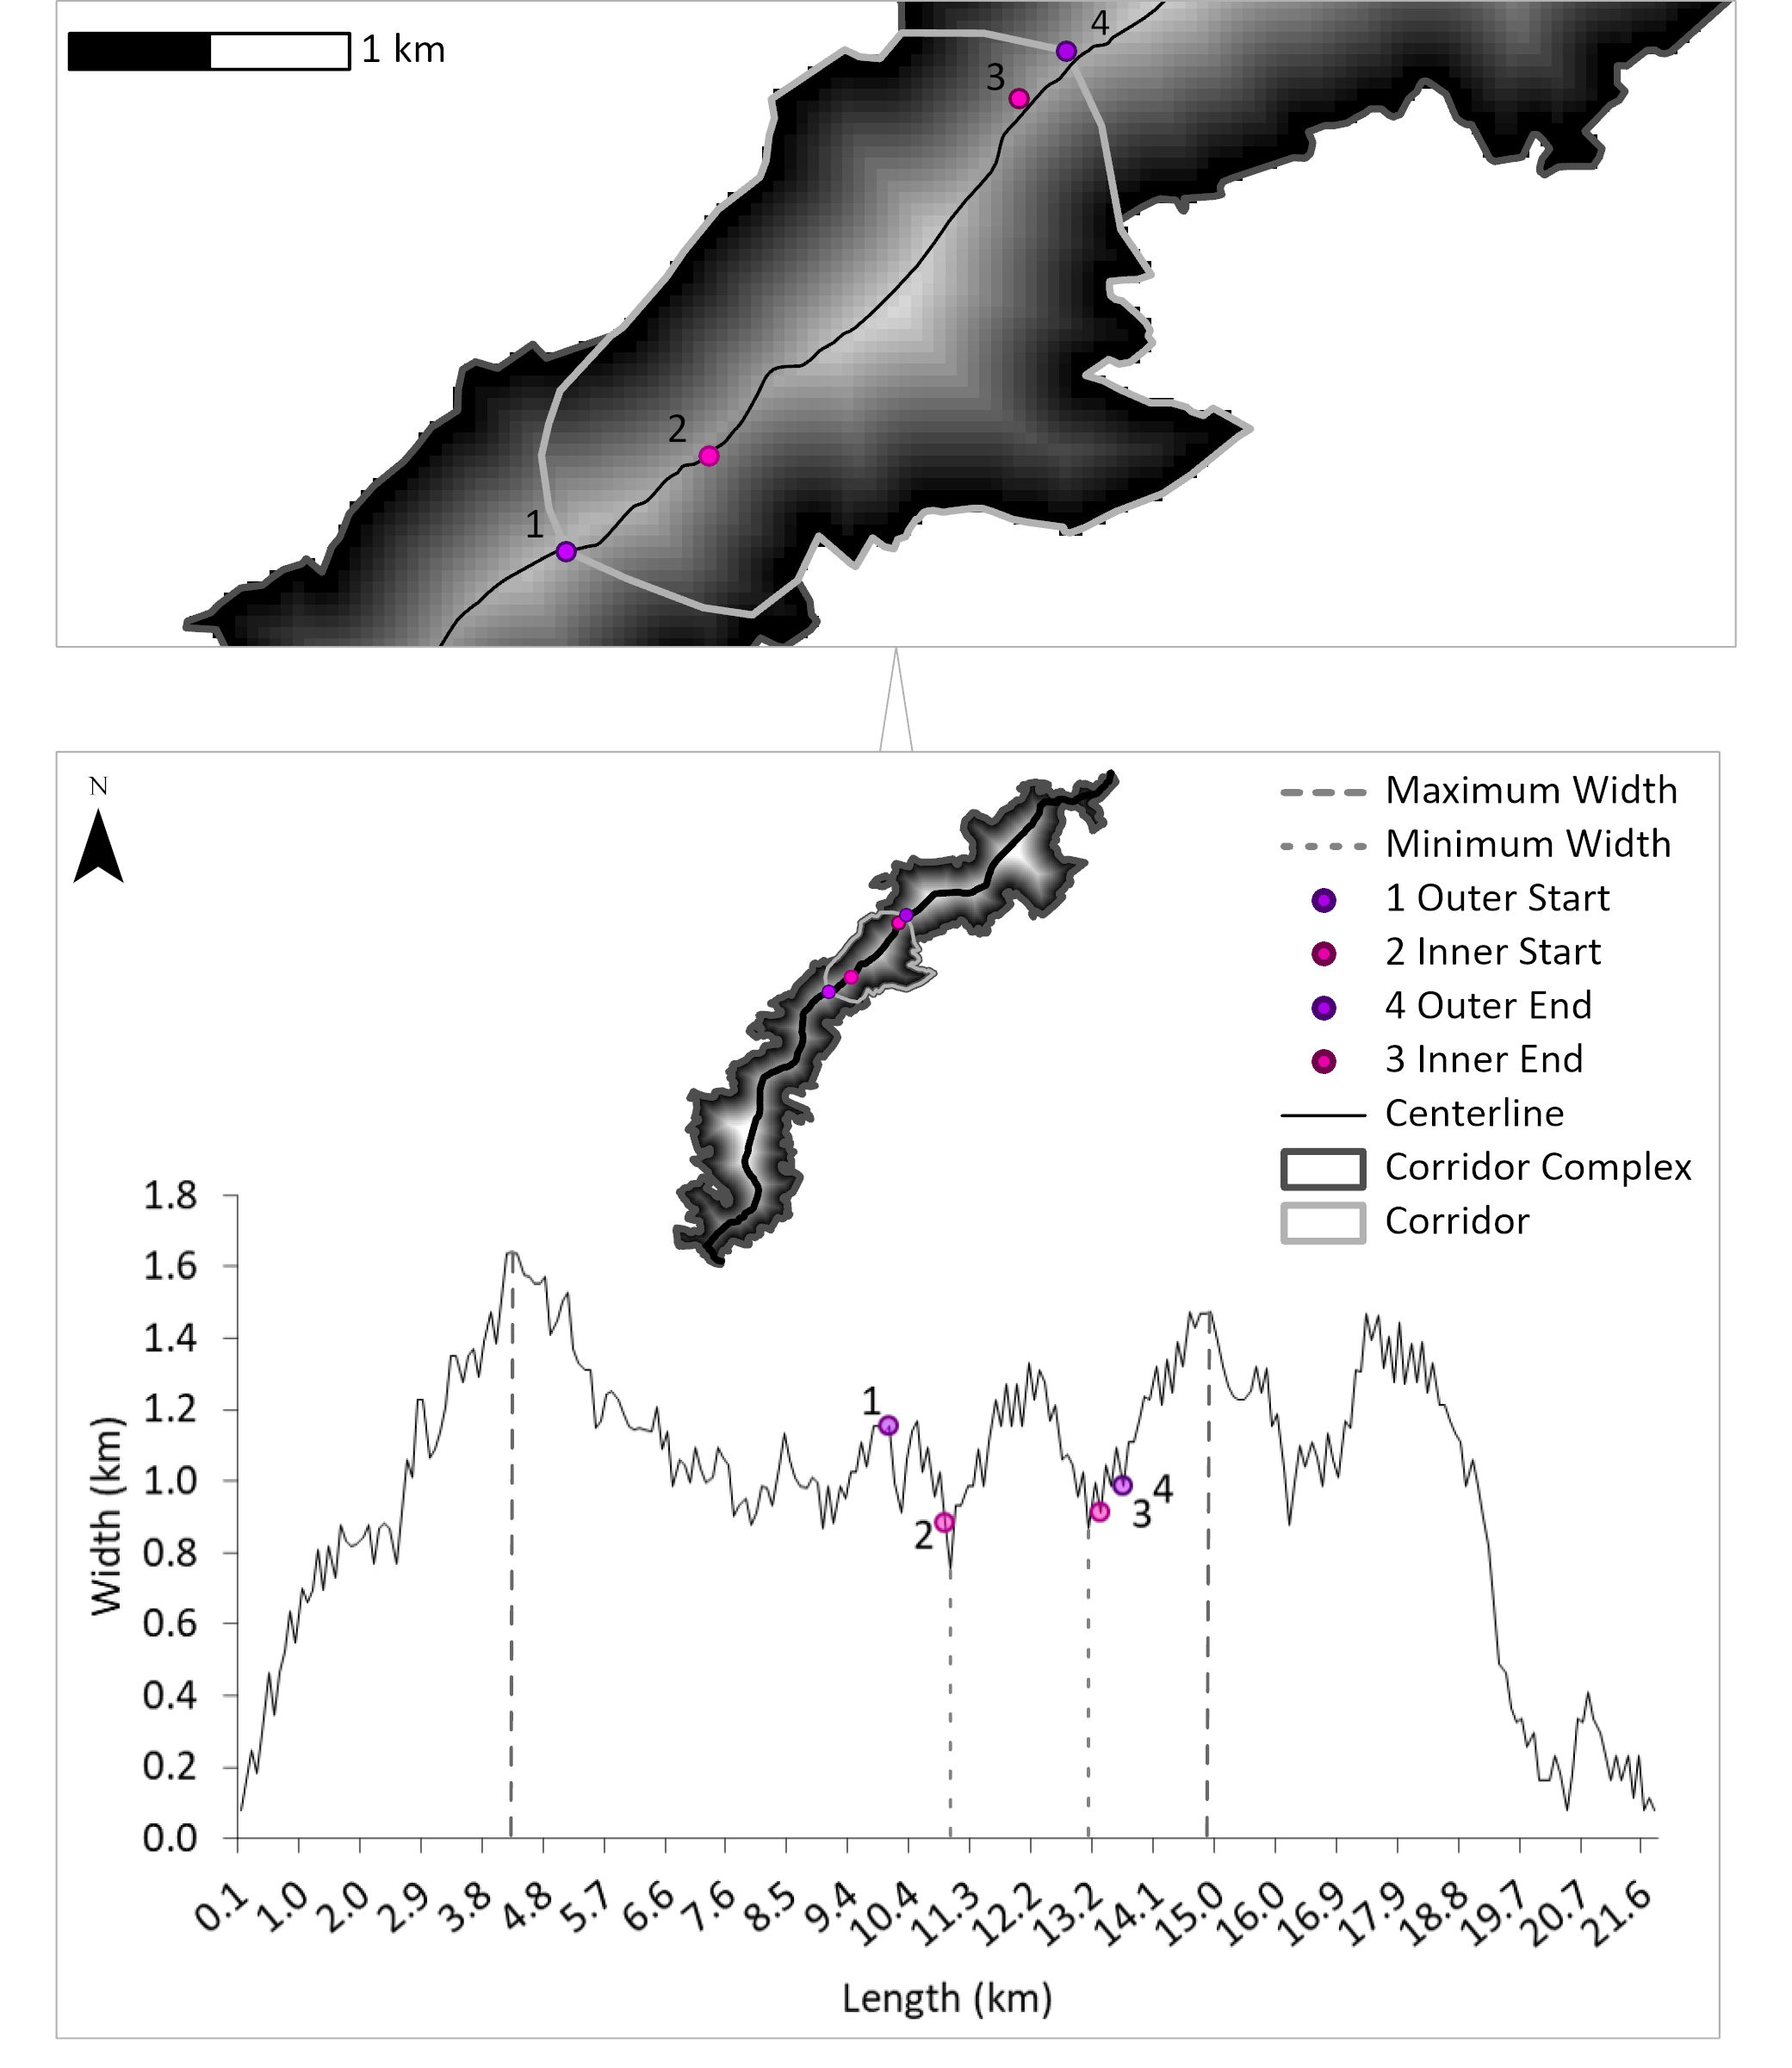 1 km
4
3
2
1
N
Maximum Width
Minimum Width
1 Outer Start
2 Inner Start
4 Outer End
3 Inner End
Centerline
Corridor Complex
Corridor
1.8
1.6
1.4
1.2
1.0
0.8
0.6
0.4
0.2
0.0
Width (km)
1
2
3
4
0.1 1.0 2.0 2.9 3.8 4.8 5.7 6.6 7.6 8.5 9.4 10.4 11.3 12.2 13.2 14.1 15.0 16.0 16.9 17.9 18.8 19.7 20.7 21.6
Length (km)